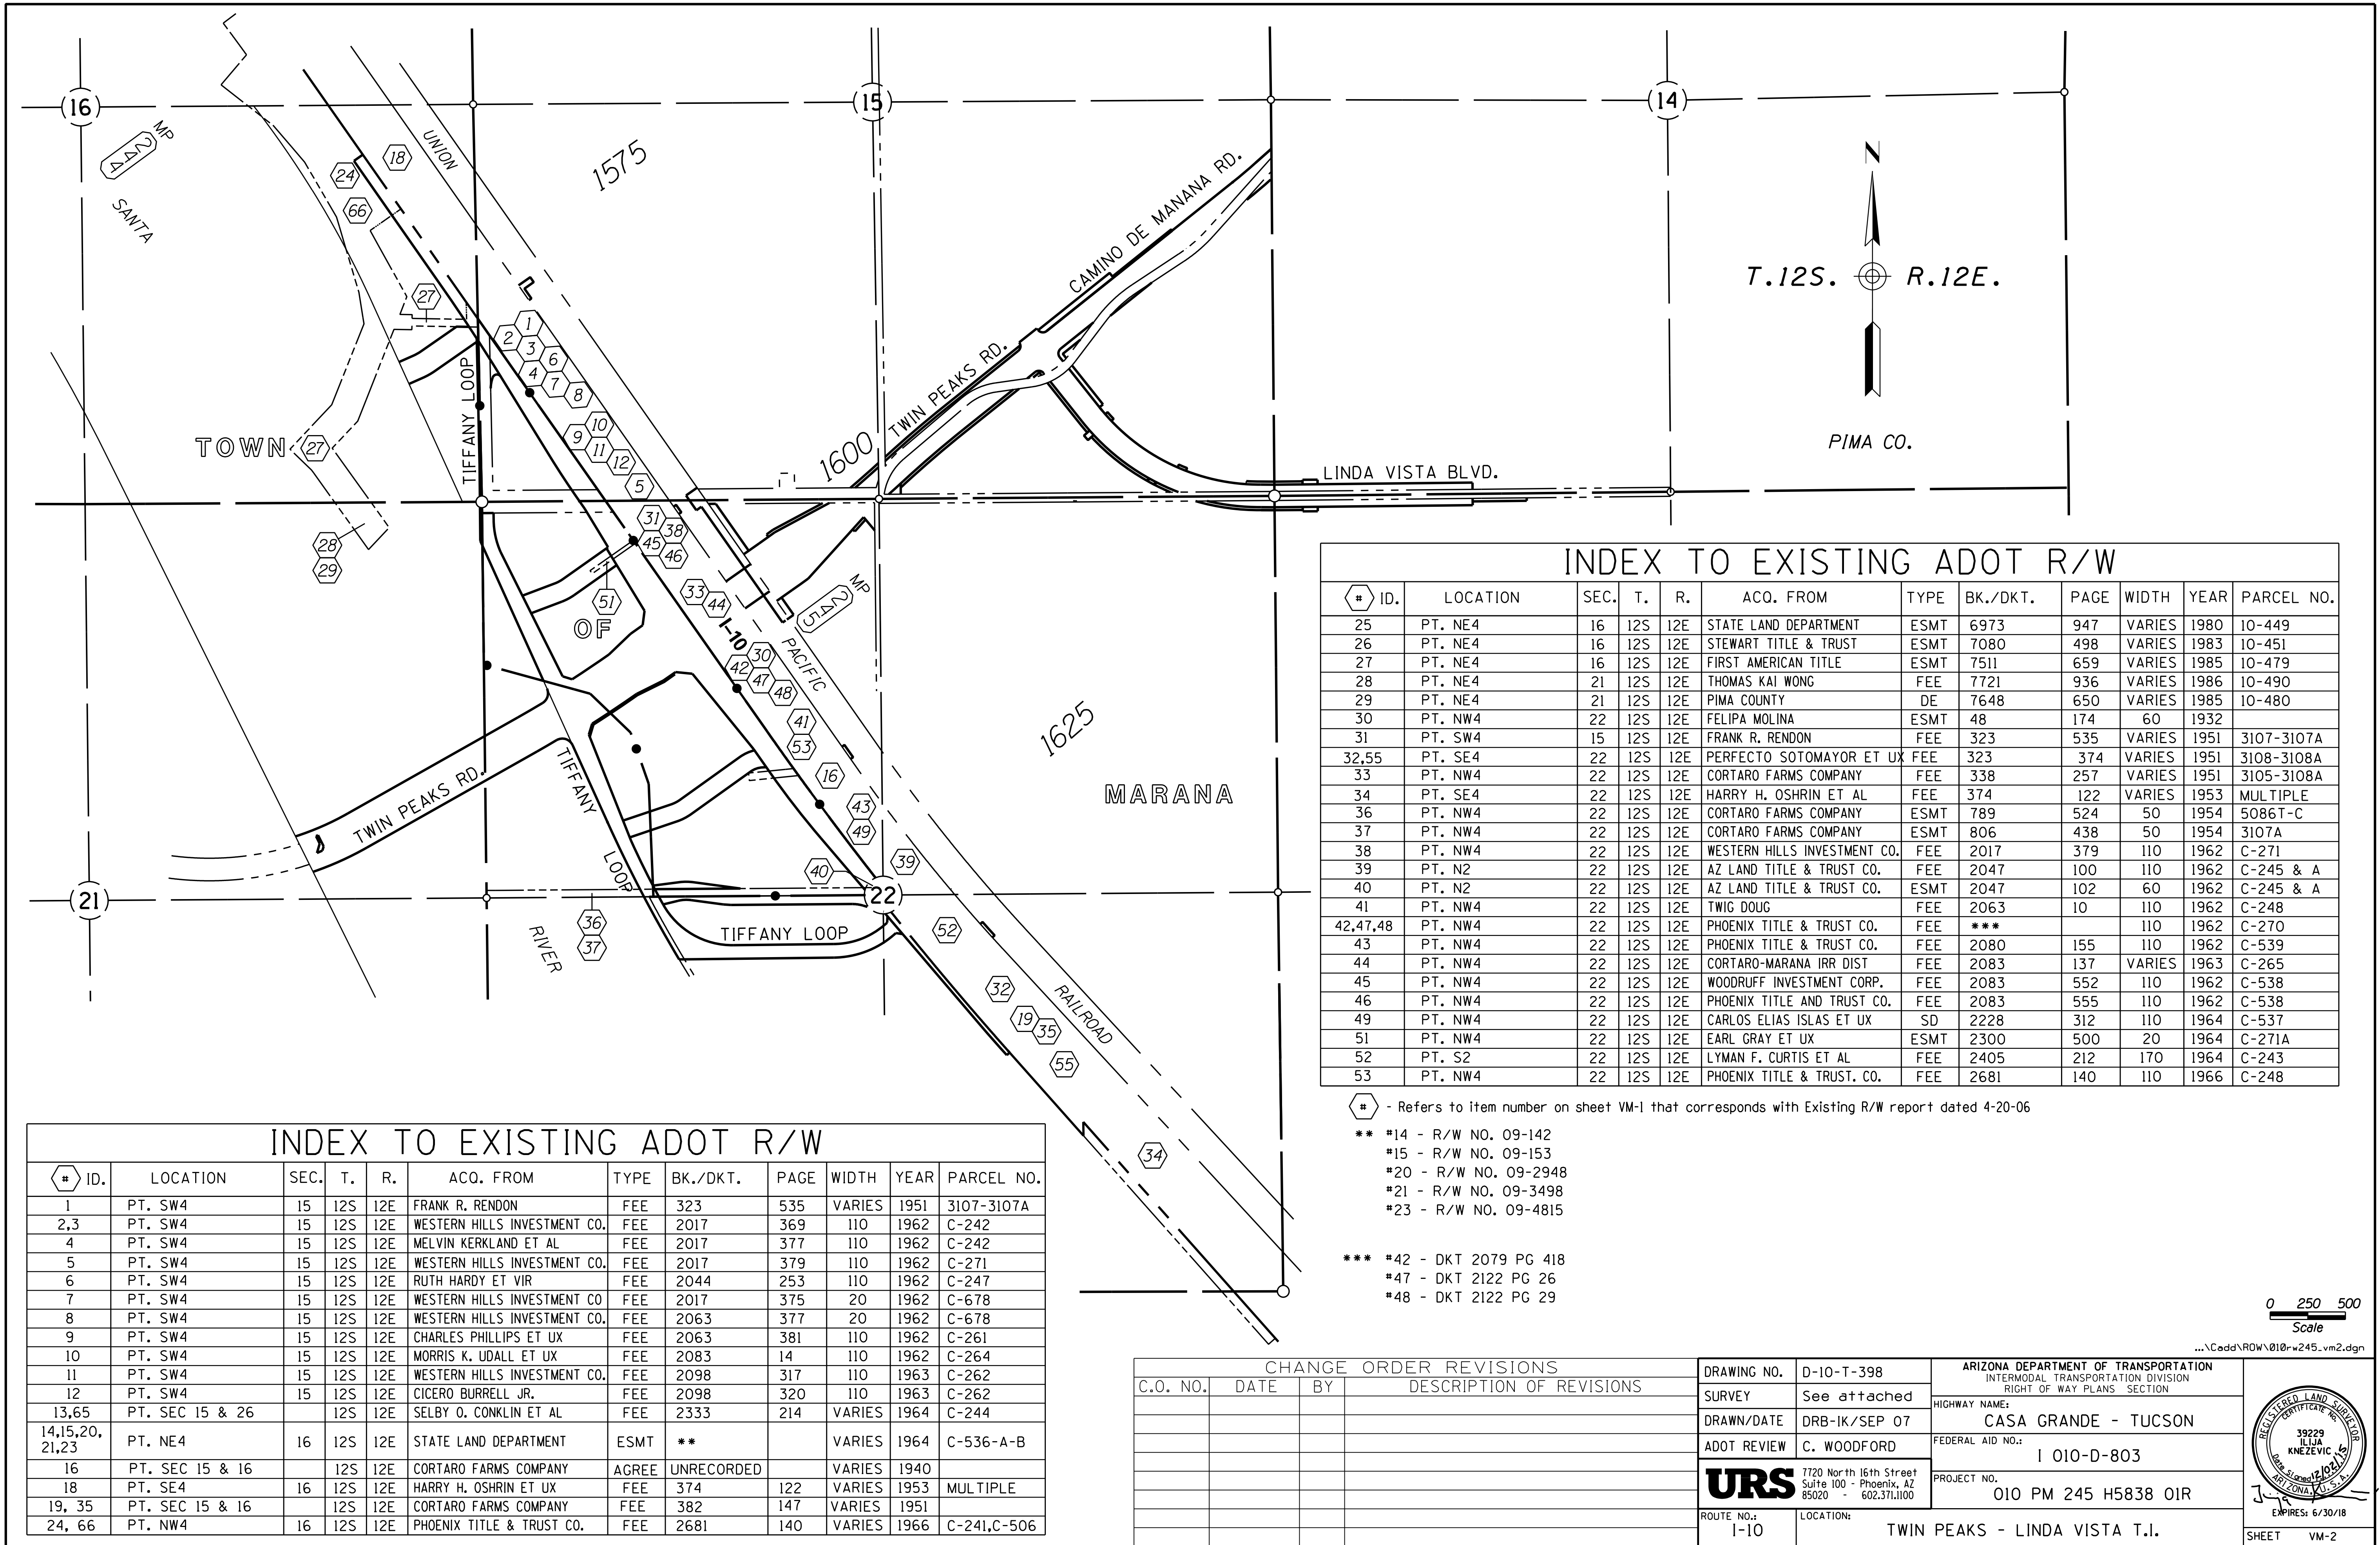 16
15
14
MP
244
18
UNION
1575
24
66
SANTA
CAMINO DE MANANA RD.
N
T.12S. R.12E.
PIMA CO.
27
1
2
3
6
4
7
8
TIFFANY LOOP
TWIN PEAKS RD.
10
9
11
12
5
TOWN
27
1600
LINDA VISTA BLVD.
31
38
45
46
28
29
51
OF
33
44
I-10
MP
245
PACIFIC
30
42
47
48
41
53
16
1625
MARANA
43
49
TWIN PEAKS RD.
TIFFANY
LOOP
39
40
21
22
36
37
RIVER
TIFFANY LOOP
52
32
19
35
RAILROAD
55
34
INDEX TO EXISTING ADOT R/W
# ID. LOCATION SEC. T. R. ACQ. FROM TYPE BK./DKT. PAGE WIDTH YEAR PARCEL NO.
25 PT. NE4 16 12S 12E STATE LAND DEPARTMENT ESMT 6973 947 VARIES 1980 10-449
26 PT. NE4 16 12S 12E STEWART TITLE & TRUST ESMT 7080 498 VARIES 1983 10-451
27 PT. NE4 16 12S 12E FIRST AMERICAN TITLE ESMT 7511 659 VARIES 1985 10-479
28 PT. NE4 21 12S 12E THOMAS KAI WONG FEE 7721 936 VARIES 1986 10-490
29 PT. NE4 21 12S 12E PIMA COUNTY DE 7648 650 VARIES 1985 10-480
30 PT. NW4 22 12S 12E FELIPA MOLINA ESMT 48 174 60 1932
31 PT. SW4 15 12S 12E FRANK R. RENDON FEE 323 535 VARIES 1951 3107-3107A
32,55 PT. SE4 22 12S 12E PERFECTO SOTOMAYOR ET UX FEE 323 374 VARIES 1951 3108-3108A
33 PT. NW4 22 12S 12E CORTARO FARMS COMPANY FEE 338 257 VARIES 1951 3105-3108A
34 PT. SE4 22 12S 12E HARRY H. OSHRIN ET AL FEE 374 122 VARIES 1953 MULTIPLE
36 PT. NW4 22 12S 12E CORTARO FARMS COMPANY ESMT 789 524 50 1954 5086T-C
37 PT. NW4 22 12S 12E CORTARO FARMS COMPANY ESMT 806 438 50 1954 3107A
38 PT. NW4 22 12S 12E WESTERN HILLS INVESTMENT CO. FEE 2017 379 110 1962 C-271
39 PT. N2 22 12S 12E AZ LAND TITLE & TRUST CO. FEE 2047 100 110 1962 C-245 & A
40 PT. N2 22 12S 12E AZ LAND TITLE & TRUST CO. ESMT 2047 102 60 1962 C-245 & A
41 PT. NW4 22 12S 12E TWIG DOUG FEE 2063 10 110 1962 C-248
42,47,48 PT. NW4 22 12S 12E PHOENIX TITLE & TRUST CO. FEE *** 110 1962 C-270
43 PT. NW4 22 12S 12E PHOENIX TITLE & TRUST CO. FEE 2080 155 110 1962 C-539
44 PT. NW4 22 12S 12E CORTARO-MARANA IRR DIST FEE 2083 137 VARIES 1963 C-265
45 PT. NW4 22 12S 12E WOODRUFF INVESTMENT CORP. FEE 2083 552 110 1962 C-538
46 PT. NW4 22 12S 12E PHOENIX TITLE AND TRUST CO. FEE 2083 555 110 1962 C-538
49 PT. NW4 22 12S 12E CARLOS ELIAS ISLAS ET UX SD 2228 312 110 1964 C-537
51 PT. NW4 22 12S 12E EARL GRAY ET UX ESMT 2300 500 20 1964 C-271A
52 PT. S2 22 12S 12E LYMAN F. CURTIS ET AL FEE 2405 212 170 1964 C-243
53 PT. NW4 22 12S 12E PHOENIX TITLE & TRUST. CO. FEE 2681 140 110 1966 C-248
# - Refers to item number on sheet VM-1 that corresponds with Existing R/W report dated 4-20-06
** #14 - R/W NO. 09-142
#15 - R/W NO. 09-153
#20 - R/W NO. 09-2948
#21 - R/W NO. 09-3498
#23 - R/W NO. 09-4815
*** #42 - DKT 2079 PG 418
#47 - DKT 2122 PG 26
#48 - DKT 2122 PG 29
INDEX TO EXISTING ADOT R/W
# ID. LOCATION SEC. T. R. ACQ. FROM TYPE BK./DKT. PAGE WIDTH YEAR PARCEL NO.
1 PT. SW4 15 12S 12E FRANK R. RENDON FEE 323 535 VARIES 1951 3107-3107A
2,3 PT. SW4 15 12S 12E WESTERN HILLS INVESTMENT CO. FEE 2017 369 110 1962 C-242
4 PT. SW4 15 12S 12E MELVIN KERKLAND ET AL FEE 2017 377 110 1962 C-242
5 PT. SW4 15 12S 12E WESTERN HILLS INVESTMENT CO. FEE 2017 379 110 1962 C-271
6 PT. SW4 15 12S 12E RUTH HARDY ET VIR FEE 2044 253 110 1962 C-247
7 PT. SW4 15 12S 12E WESTERN HILLS INVESTMENT CO FEE 2017 375 20 1962 C-678
8 PT. SW4 15 12S 12E WESTERN HILLS INVESTMENT CO. FEE 2063 377 20 1962 C-678
9 PT. SW4 15 12S 12E CHARLES PHILLIPS ET UX FEE 2063 381 110 1962 C-261
10 PT. SW4 15 12S 12E MORRIS K. UDALL ET UX FEE 2083 14 110 1962 C-264
11 PT. SW4 15 12S 12E WESTERN HILLS INVESTMENT CO. FEE 2098 317 110 1963 C-262
12 PT. SW4 15 12S 12E CICERO BURRELL JR. FEE 2098 320 110 1963 C-262
13,65 PT. SEC 15 & 26 12S 12E SELBY O. CONKLIN ET AL FEE 2333 214 VARIES 1964 C-244
14,15,20,
21,23 PT. NE4 16 12S 12E STATE LAND DEPARTMENT ESMT ** VARIES 1964 C-536-A-B
16 PT. SEC 15 & 16 12S 12E CORTARO FARMS COMPANY AGREE UNRECORDED VARIES 1940
18 PT. SE4 16 12S 12E HARRY H. OSHRIN ET UX FEE 374 122 VARIES 1953 MULTIPLE
19, 35 PT. SEC 15 & 16 12S 12E CORTARO FARMS COMPANY FEE 382 147 VARIES 1951
24, 66 PT. NW4 16 12S 12E PHOENIX TITLE & TRUST CO. FEE 2681 140 VARIES 1966 C-241,C-506
0 250 500
Scale
...\Cadd\ROW\010rw245_vm2.dgn
CHANGE ORDER REVISIONS
C.O. NO. DATE BY DESCRIPTION OF REVISIONS
DRAWING NO. D-10-T-398
SURVEY See attached
DRAWN/DATE DRB-IK/SEP 07
ADOT REVIEW C. WOODFORD
URS
7720 North 16th Street
Suite 100 - Phoenix, AZ
85020 - 602.371.1100
ROUTE NO.:
I-10
LOCATION:
TWIN PEAKS - LINDA VISTA T.I.
ARIZONA DEPARTMENT OF TRANSPORTATION
INTERMODAL TRANSPORTATION DIVISION
RIGHT OF WAY PLANS SECTION
HIGHWAY NAME:
CASA GRANDE - TUCSON
FEDERAL AID NO.:
I 010-D-803
PROJECT NO.
010 PM 245 H5838 01R
REGISTERED LAND SURVEYOR
CERTIFICATE NO.
39229
ILIJA
KNEZEVIC
Date Signed 12/02/15
ARIZONA, U.S.A.
EXPIRES: 6/30/18
SHEET VM-2